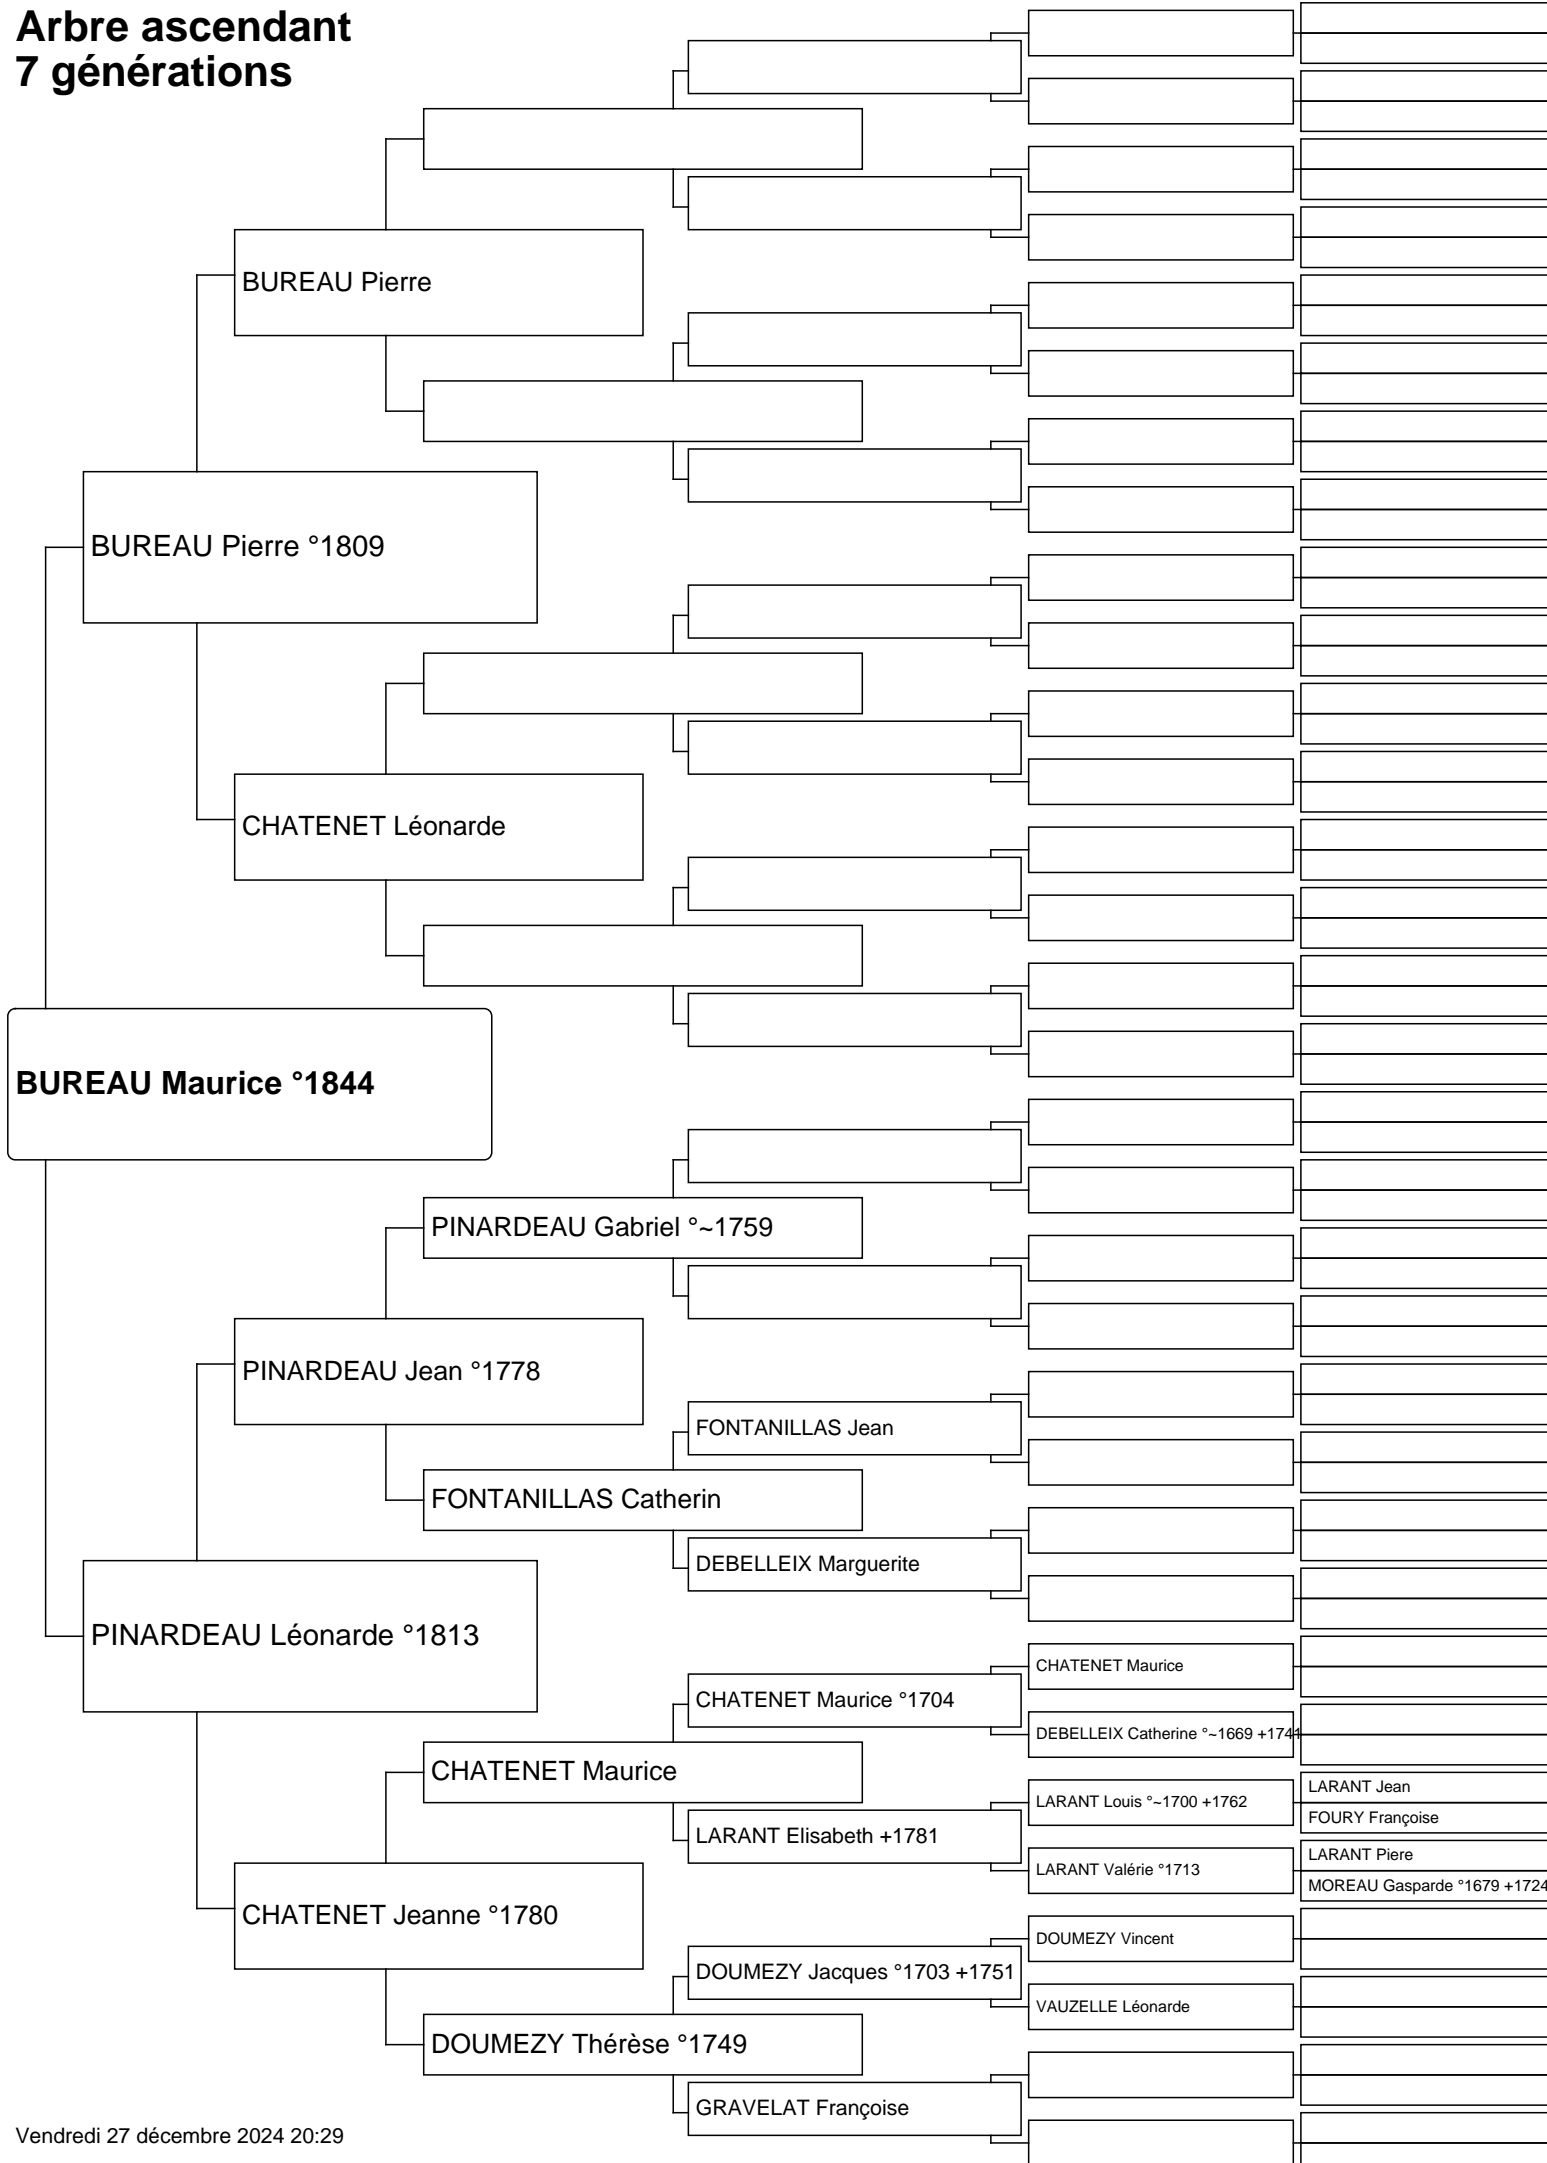 Arbre ascendant
7 générations
BUREAU Pierre
BUREAU Pierre °1809
CHATENET Léonarde
BUREAU Maurice °1844
PINARDEAU Gabriel °~1759
PINARDEAU Jean °1778
FONTANILLAS Jean
FONTANILLAS Catherin
DEBELLEIX Marguerite
PINARDEAU Léonarde °1813
CHATENET Maurice
CHATENET Maurice °1704
DEBELLEIX Catherine °~1669 +1741
CHATENET Maurice
LARANT Jean
LARANT Louis °~1700 +1762
FOURY Françoise
LARANT Elisabeth +1781
LARANT Piere
LARANT Valérie °1713
MOREAU Gasparde °1679 +1724
CHATENET Jeanne °1780
DOUMEZY Vincent
DOUMEZY Jacques °1703 +1751
VAUZELLE Léonarde
DOUMEZY Thérèse °1749
GRAVELAT Françoise
Vendredi 27 décembre 2024 20:29